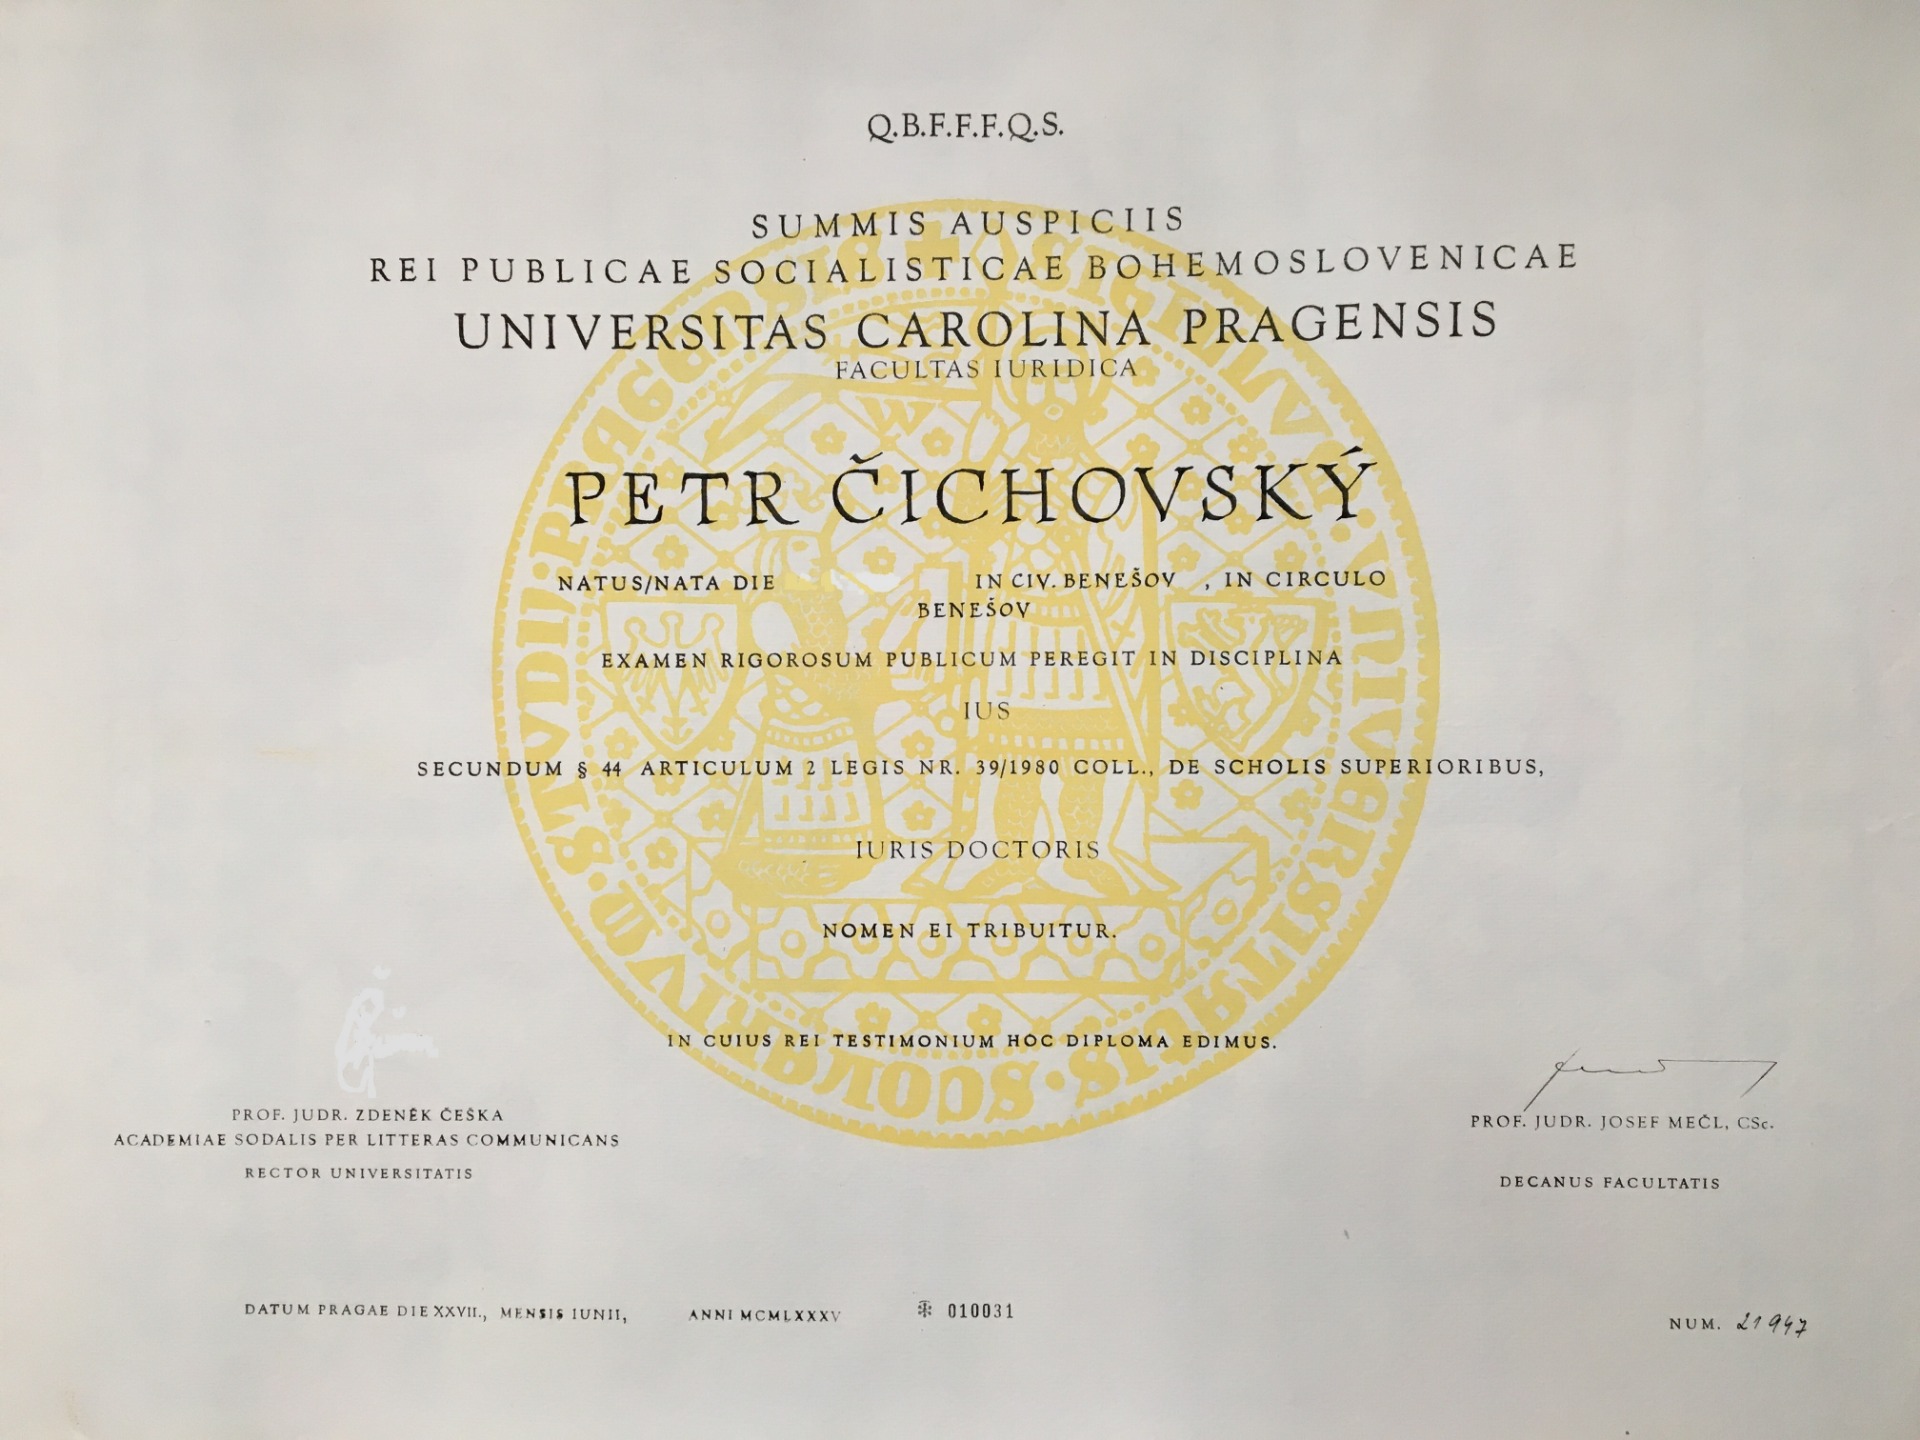 Q.B.F.F.F.Q.S.
SUMMIS AUSPICIIS
REI PUBLICAE SOCIALISTICAE BOHEMOSLOVENICAE
UNIVERSITAS CAROLINA PRAGENSIS
FACULTAS IURIDICA
PETR ČICHOVSKÝ
NATUS/NATA DIE IN CIV. BENEŠOV , IN CIRCULO
BENEŠOV
EXAMEN RIGOROSUM PUBLICUM PEREGIT IN DISCIPLINA
IUS
SECUNDUM § 44 ARTICULUM 2 LEGIS NR. 39/1980 COLL., DE SCHOLIS SUPERIORIBUS,
IURIS DOCTORIS
NOMEN EI TRIBUITUR.
IN CUIUS REI TESTIMONIUM HOC DIPLOMA EDIMUS.
PROF. JUDR. ZDENĚK ČEŠKA
ACADEMIAE SODALIS PER LITTERAS COMMUNICANS
RECTOR UNIVERSITATIS
PROF. JUDR. JOSEF MEČL, CSc.
DECANUS FACULTATIS
DATUM PRAGAE DIE XXVII., MENSIS IUNII, ANNI MCMLXXXV
010031
NUM. 21947